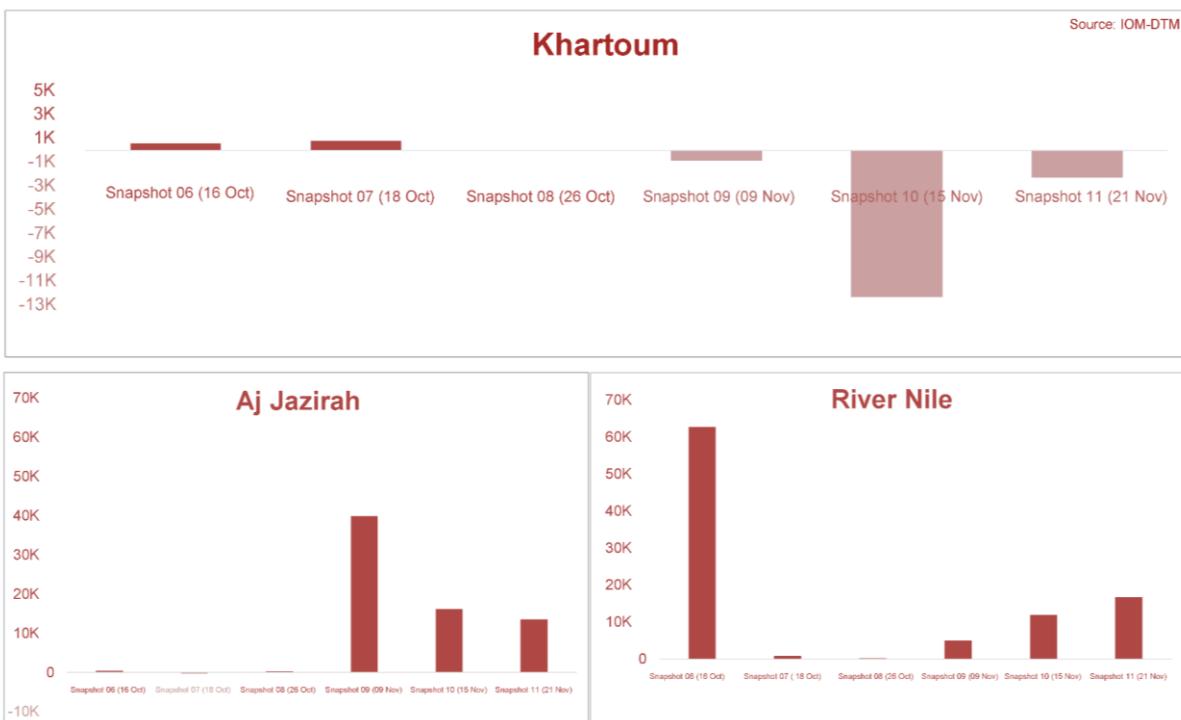 Source: IOM-DTM
Khartoum
5K
3K
1K
-1K
-3K
-5K
-7K
-9K
-11K
-13K
Snapshot 06 (16 Oct) Snapshot 07 (18 Oct) Snapshot 08 (26 Oct) Snapshot 09 (09 Nov) Snapshot 10 (15 Nov) Snapshot 11 (21 Nov)
Aj Jazirah
70K
60K
50K
40K
30K
20K
10K
0
-10K
Snapshot 06 (16 Oct) Snapshot 07 (18 Oct) Snapshot 08 (26 Oct) Snapshot 09 (09 Nov) Snapshot 10 (15 Nov) Snapshot 11 (21 Nov)
River Nile
70K
60K
50K
40K
30K
20K
10K
0
Snapshot 06 (16 Oct) Snapshot 07 ( 18 Oct) Snapshot 08 (26 Oct) Snapshot 09 (09 Nov) Snapshot 10 (15 Nov) Snapshot 11 (21 Nov)